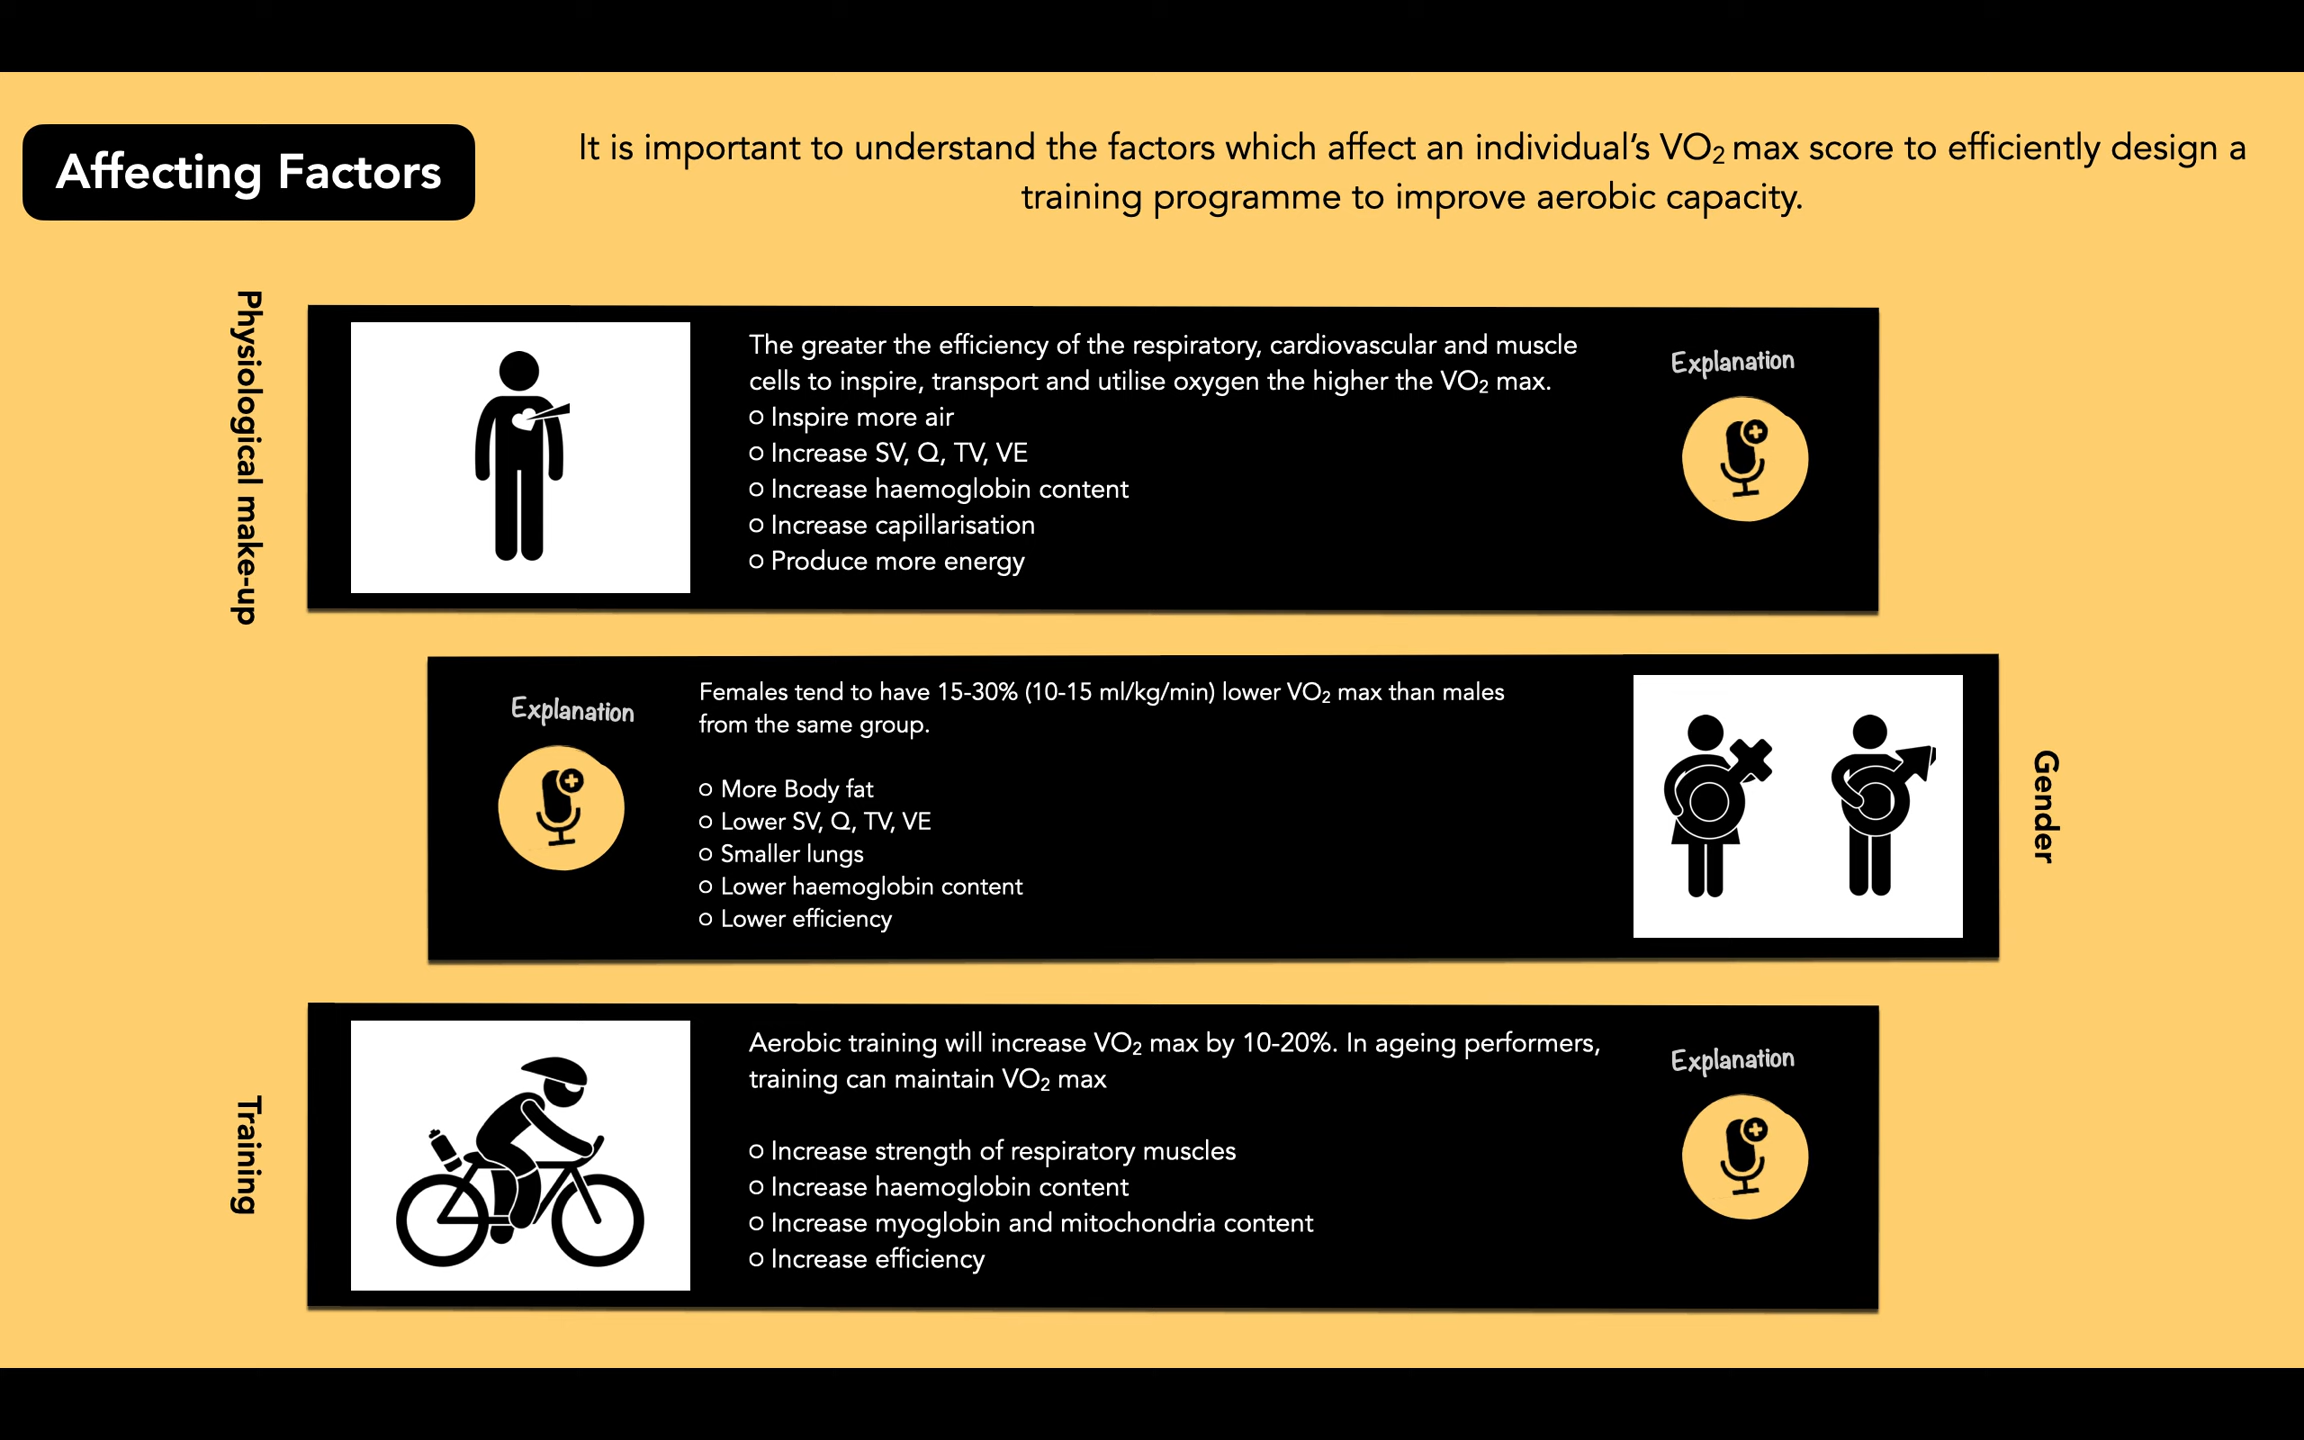 Affecting Factors
It is important to understand the factors which affect an individual’s VO₂ max score to efficiently design a
training programme to improve aerobic capacity.
Physiological make-up
The greater the efficiency of the respiratory, cardiovascular and muscle
cells to inspire, transport and utilise oxygen the higher the VO₂ max.
○ Inspire more air
○ Increase SV, Q, TV, VE
○ Increase haemoglobin content
○ Increase capillarisation
○ Produce more energy
Explanation
Explanation
Females tend to have 15-30% (10-15 ml/kg/min) lower VO₂ max than males
from the same group.
○ More Body fat
○ Lower SV, Q, TV, VE
○ Smaller lungs
○ Lower haemoglobin content
○ Lower efficiency
Gender
Training
Aerobic training will increase VO₂ max by 10-20%. In ageing performers,
training can maintain VO₂ max
○ Increase strength of respiratory muscles
○ Increase haemoglobin content
○ Increase myoglobin and mitochondria content
○ Increase efficiency
Explanation